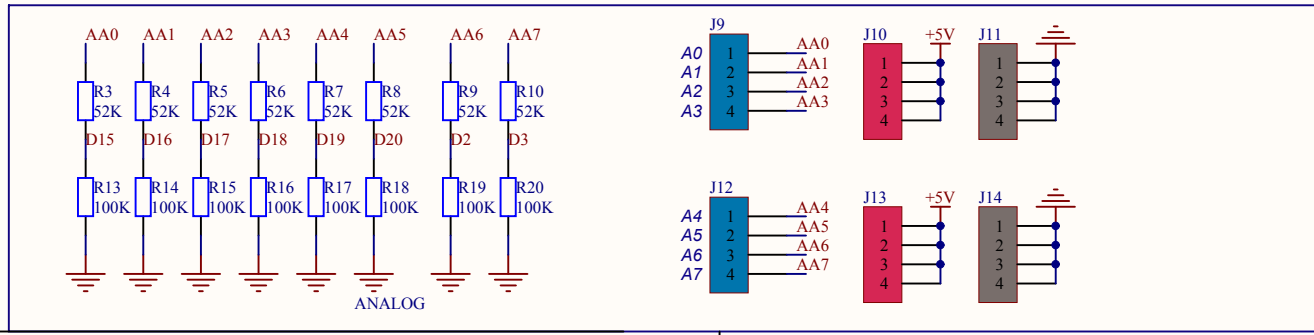 AA0 AA1 AA2 AA3 AA4 AA5 AA6 AA7
R3 R4 R5 R6 R7 R8 R9 R10
52K 52K 52K 52K 52K 52K 52K 52K
D15 D16 D17 D18 D19 D20 D2 D3
R13 R14 R15 R16 R17 R18 R19 R20
100K 100K 100K 100K 100K 100K 100K 100K
ANALOG
J9
A0 1 AA0
A1 2 AA1
A2 3 AA2
A3 4 AA3
J10 +5V
1
2
3
4
J11
1
2
3
4
J12
A4 1 AA4
A5 2 AA5
A6 3 AA6
A7 4 AA7
J13 +5V
1
2
3
4
J14
1
2
3
4